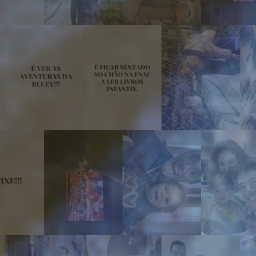 É VER AS
AVENTURAS DA
BLUEY!!!
É FICAR SENTADO
NO CHÃO NA FNAC
A LER LIVROS
INFANTIS.
IXE!!!